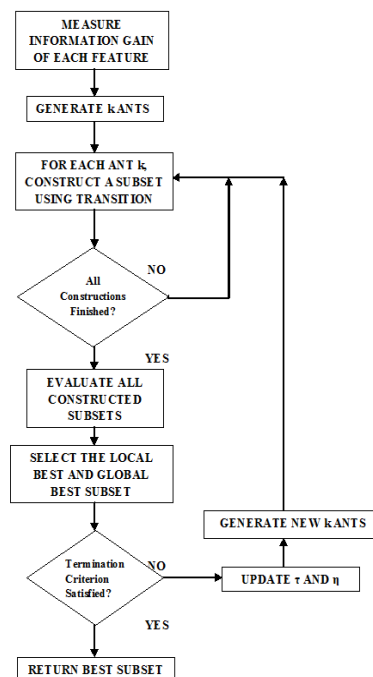 MEASURE
INFORMATION GAIN
OF EACH FEATURE
GENERATE k ANTS
FOR EACH ANT k,
CONSTRUCT A SUBSET
USING TRANSITION
NO
All
Constructions
Finished?
YES
EVALUATE ALL
CONSTRUCTED
SUBSETS
SELECT THE LOCAL
BEST AND GLOBAL
BEST SUBSET
GENERATE NEW k ANTS
NO
Termination
Criterion
Satisfied?
UPDATE τ AND η
YES
RETURN BEST SUBSET